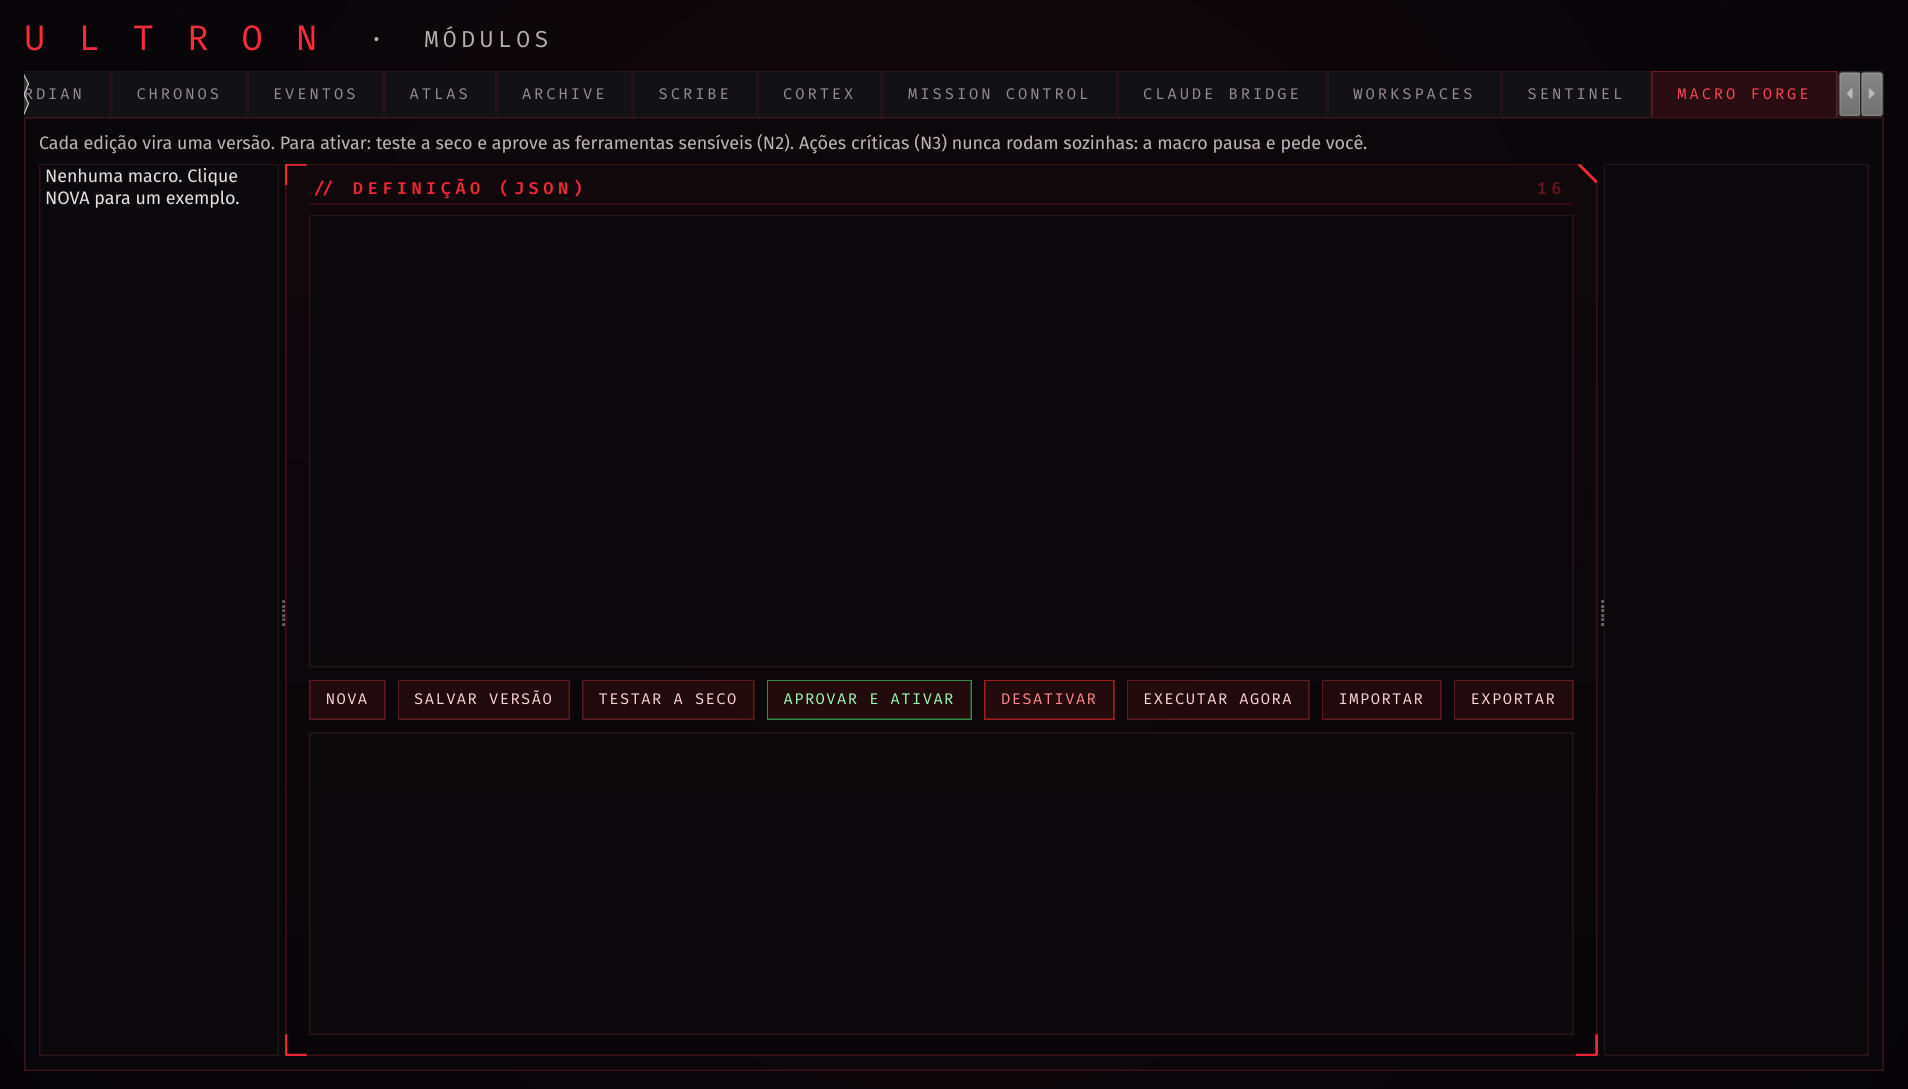 ULTRON · MÓDULOS
RDIAN CHRONOS EVENTOS ATLAS ARCHIVE SCRIBE CORTEX MISSION CONTROL CLAUDE BRIDGE WORKSPACES SENTINEL MACRO FORGE
Cada edição vira uma versão. Para ativar: teste a seco e aprove as ferramentas sensíveis (N2). Ações críticas (N3) nunca rodam sozinhas: a macro pausa e pede você.
Nenhuma macro. Clique
NOVA para um exemplo.
// DEFINIÇÃO (JSON) 16
NOVA SALVAR VERSÃO TESTAR A SECO APROVAR E ATIVAR DESATIVAR EXECUTAR AGORA IMPORTAR EXPORTAR